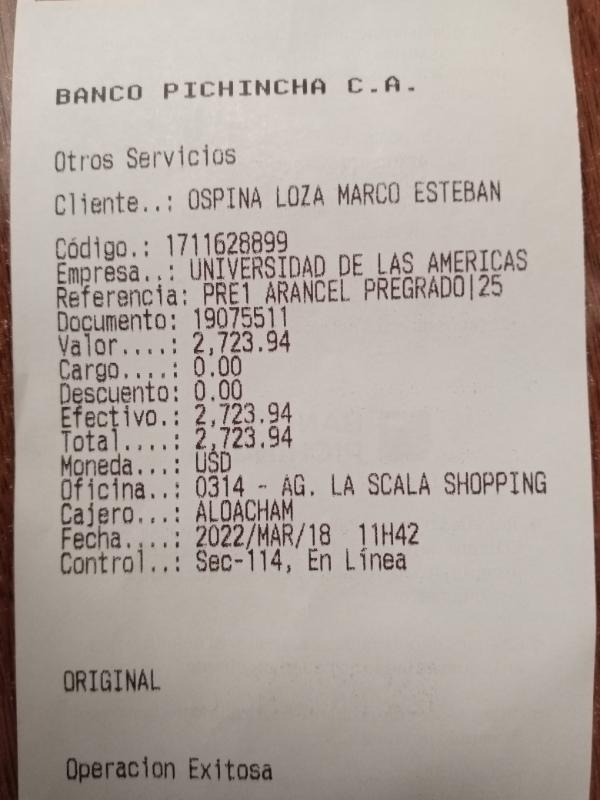 BANCO PICHINCHA C.A.
Otros Servicios
Cliente..: OSPINA LOZA MARCO ESTEBAN
Código.: 1711628899
Empresa..: UNIVERSIDAD DE LAS AMERICAS
Referencia: PRE1 ARANCEL PREGRADO|25
Documento: 19075511
Valor....: 2,723.94
Cargo....: 0.00
Descuento: 0.00
Efectivo.: 2,723.94
Total....: 2,723.94
Moneda...: USD
Oficina..: 0314 - AG. LA SCALA SHOPPING
Cajero...: ALOACHAM
Fecha....: 2022/MAR/18 11H42
Control..: Sec-114, En Línea
ORIGINAL
Operacion Exitosa